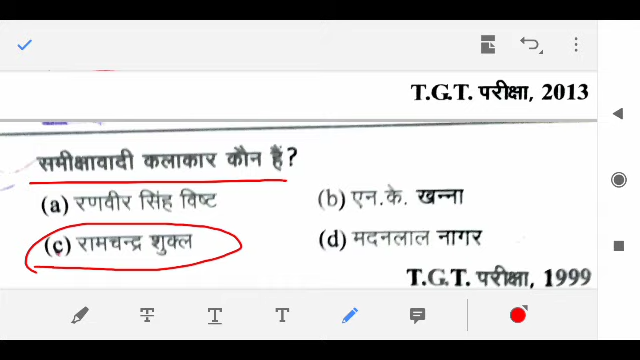 T.G.T. परीक्षा, 2013
समीक्षावादी कलाकार कौन हैं?
(a) रणवीर सिंह विष्ट
(b) एन.के. खन्ना
(c) रामचन्द्र शुक्ल
(d) मदनलाल नागर
T.G.T. परीक्षा, 1999